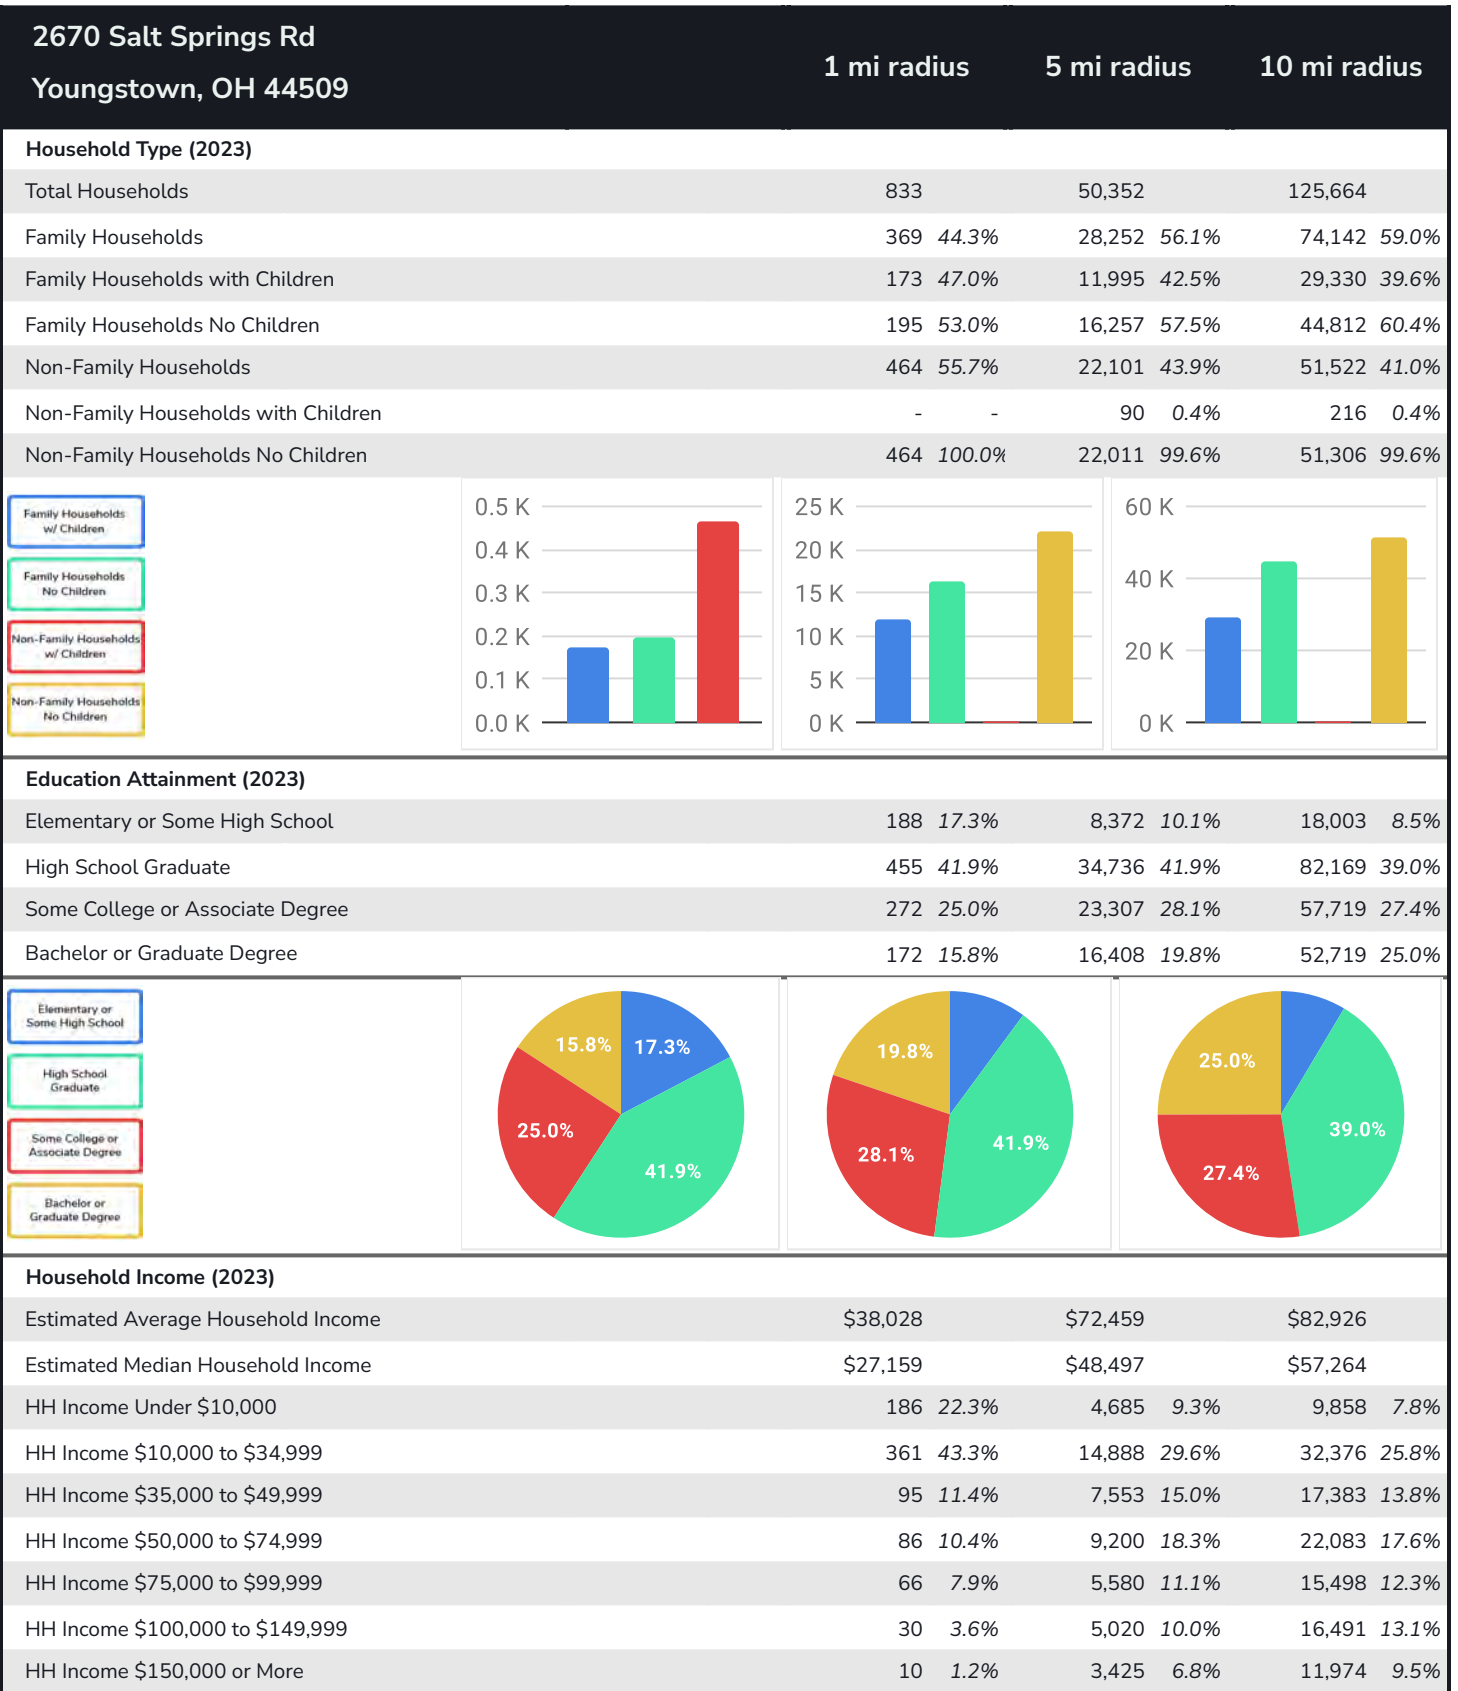 2670 Salt Springs Rd
Youngstown, OH 44509
1 mi radius 5 mi radius 10 mi radius
Household Type (2023)
Total Households 833 50,352 125,664
Family Households 369 44.3% 28,252 56.1% 74,142 59.0%
Family Households with Children 173 47.0% 11,995 42.5% 29,330 39.6%
Family Households No Children 195 53.0% 16,257 57.5% 44,812 60.4%
Non-Family Households 464 55.7% 22,101 43.9% 51,522 41.0%
Non-Family Households with Children - - 90 0.4% 216 0.4%
Non-Family Households No Children 464 100.0% 22,011 99.6% 51,306 99.6%
Family Households
w/ Children
Family Households
No Children
Non-Family Households
w/ Children
Non-Family Households
No Children
0.5 K
0.4 K
0.3 K
0.2 K
0.1 K
0.0 K
25 K
20 K
15 K
10 K
5 K
0 K
60 K
40 K
20 K
0 K
Education Attainment (2023)
Elementary or Some High School 188 17.3% 8,372 10.1% 18,003 8.5%
High School Graduate 455 41.9% 34,736 41.9% 82,169 39.0%
Some College or Associate Degree 272 25.0% 23,307 28.1% 57,719 27.4%
Bachelor or Graduate Degree 172 15.8% 16,408 19.8% 52,719 25.0%
Elementary or
Some High School
High School
Graduate
Some College or
Associate Degree
Bachelor or
Graduate Degree
15.8% 17.3%
25.0%
41.9%
19.8%
28.1%
41.9%
25.0%
39.0%
27.4%
Household Income (2023)
Estimated Average Household Income $38,028 $72,459 $82,926
Estimated Median Household Income $27,159 $48,497 $57,264
HH Income Under $10,000 186 22.3% 4,685 9.3% 9,858 7.8%
HH Income $10,000 to $34,999 361 43.3% 14,888 29.6% 32,376 25.8%
HH Income $35,000 to $49,999 95 11.4% 7,553 15.0% 17,383 13.8%
HH Income $50,000 to $74,999 86 10.4% 9,200 18.3% 22,083 17.6%
HH Income $75,000 to $99,999 66 7.9% 5,580 11.1% 15,498 12.3%
HH Income $100,000 to $149,999 30 3.6% 5,020 10.0% 16,491 13.1%
HH Income $150,000 or More 10 1.2% 3,425 6.8% 11,974 9.5%